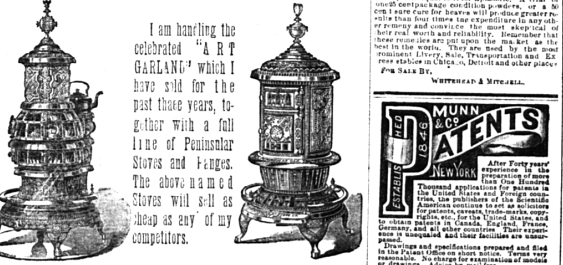 I am handling the
celebrated "ART
GARLAND" which I
have sold for the
past three years, to-
gether with a full
line of Peninsular
Stoves and Ranges.
The above named
Stoves will sell as
cheap as any of my
competitors.
one 25 centpackage condition powders, or a 50
cent sure cure for heaves will produce greater re-
sults than four times the expenditure in any oth-
er remedy and convince the most skeptical of
their real worth and reliability. Remember that
these remedies are put upon the market as the
best in the world. They are used by the most
prominent Livery, Sale, Transportation and Ex
press stables in Chicago, Detroit and other places
FOR SALE BY,
WHITEHEAD & MITCHELL.
MUNN
& CO.
PATENTS
ESTABLISHED 1846
NEW YORK
After Forty years'
experience in the
preparation of more
than One Hundred
Thousand applications for patents in
the United States and Foreign coun-
tries, the publishers of the Scientific
American continue to act as solicitors
for patents, caveats, trade-marks, copy-
rights, etc., for the United States, and
to obtain patents in Canada, England, France,
Germany, and all other countries Their experi-
ence is unequaled and their facilities are unsur-
passed.
Drawings and specifications prepared and filed
in the Patent Office on short notice. Terms very
reasonable. No charge for examination of models
or drawings. Advice by mail free.